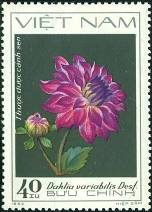 VIỆT NAM
Thược dược cánh sen
40 XU
Dahlia variabilis Desf.
BƯU CHÍNH